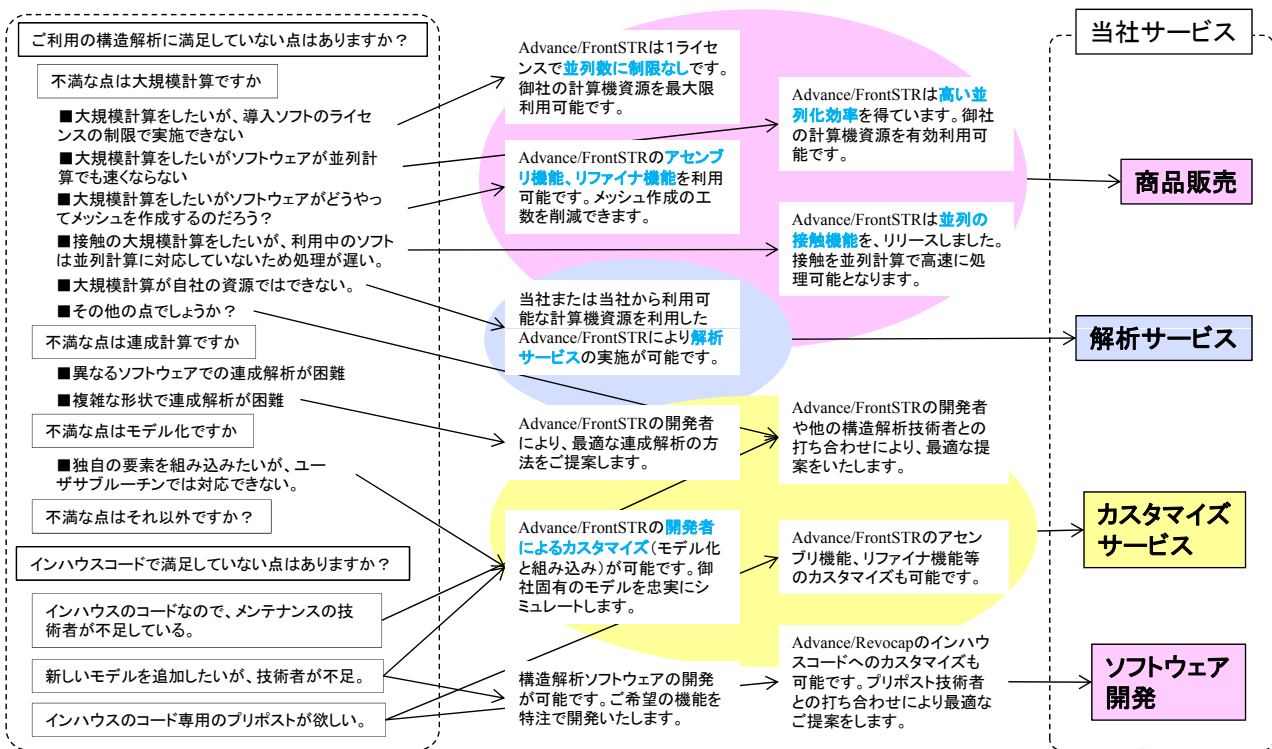 ご利用の構造解析に満足していない点はありますか？
不満な点は大規模計算ですか
■大規模計算をしたいが、導入ソフトのライセ
ンスの制限で実施できない
■大規模計算をしたいがソフトウェアが並列計
算でも速くならない
■大規模計算をしたいがソフトウェアがどうやっ
てメッシュを作成するのだろう？
■接触の大規模計算をしたいが、利用中のソフト
は並列計算に対応していないため処理が遅い。
■大規模計算が自社の資源ではできない。
■その他の点でしょうか？
不満な点は連成計算ですか
■異なるソフトウェアでの連成解析が困難
■複雑な形状で連成解析が困難
不満な点はモデル化ですか
■独自の要素を組み込みたいが、ユー
ザサブルーチンでは対応できない。
不満な点はそれ以外ですか？
インハウスコードで満足していない点はありますか？
インハウスのコードなので、メンテナンスの技
術者が不足している。
新しいモデルを追加したいが、技術者が不足。
インハウスのコード専用のプリポストが欲しい。
Advance/FrontSTRは１ライセ
ンスで並列数に制限なしです。
御社の計算機資源を最大限
利用可能です。
Advance/FrontSTRのアセンブ
リ機能、リファイナ機能を利用
可能です。メッシュ作成の工
数を削減できます。
当社または当社から利用可
能な計算機資源を利用した
Advance/FrontSTRにより解析
サービスの実施が可能です。
Advance/FrontSTRの開発者
により、最適な連成解析の方
法をご提案します。
Advance/FrontSTRの開発者
によるカスタマイズ（モデル化
と組み込み）が可能です。御
社固有のモデルを忠実にシ
ミュレートします。
構造解析ソフトウェアの開発
が可能です。ご希望の機能を
特注で開発いたします。
Advance/FrontSTRは高い並
列化効率を得ています。御社
の計算機資源を有効利用可
能です。
Advance/FrontSTRは並列の
接触機能を、リリースしました。
接触を並列計算で高速に処
理可能となります。
Advance/FrontSTRの開発者
や他の構造解析技術者との
打ち合わせにより、最適な提
案をいたします。
Advance/FrontSTRのアセン
ブリ機能、リファイナ機能等
のカスタマイズも可能です。
Advance/Revocapのインハウ
スコードへのカスタマイズも
可能です。プリポスト技術者
との打ち合わせにより最適な
ご提案をします。
当社サービス
商品販売
解析サービス
カスタマイズ
サービス
ソフトウェア
開発